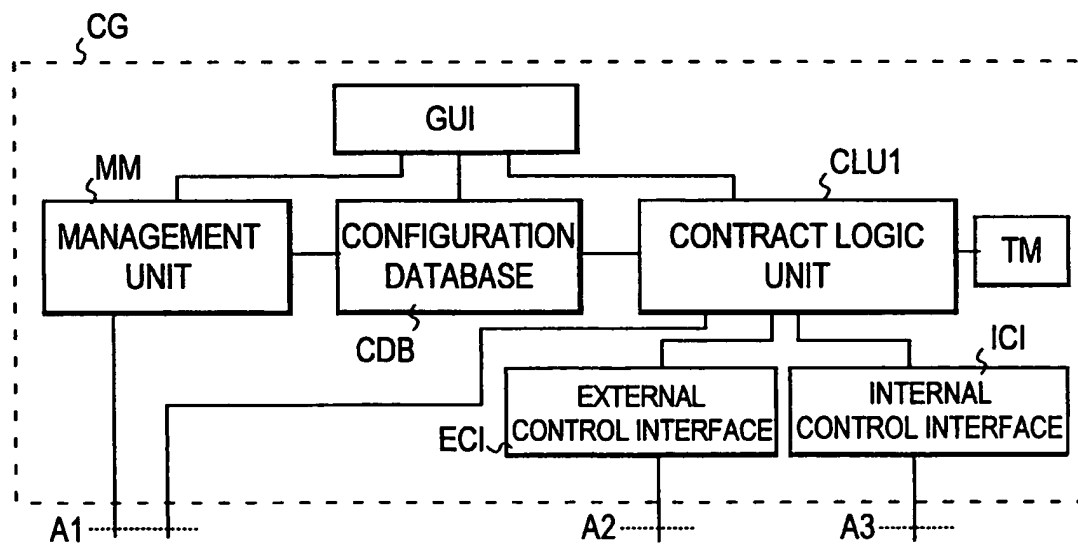 CG
GUI
MM
CLU1
MANAGEMENT
UNIT
CONFIGURATION
DATABASE
CONTRACT LOGIC
UNIT
TM
CDB
ICI
EXTERNAL
CONTROL INTERFACE
INTERNAL
CONTROL INTERFACE
ECI
A1
A2
A3